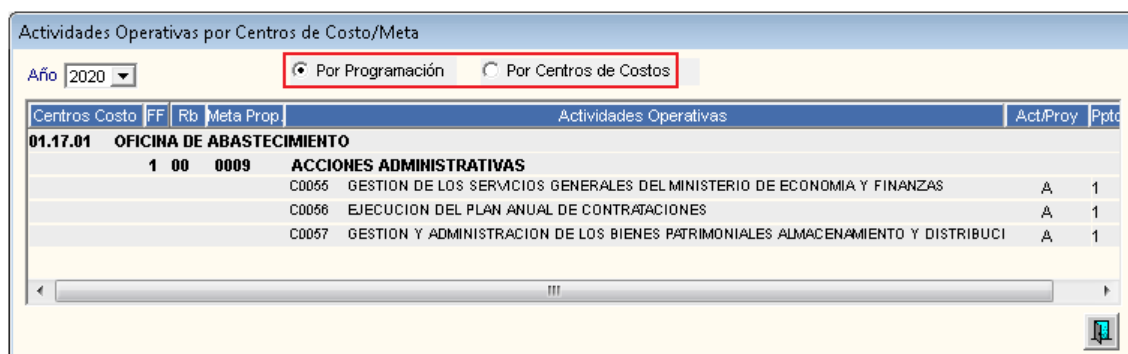 Actividades Operativas por Centros de Costo/Meta
Año 2020 Por Programación Por Centros de Costos
Centros Costo FF Rb Meta Prop. Actividades Operativas Act/Proy Ppto
01.17.01 OFICINA DE ABASTECIMIENTO
1 00 0009 ACCIONES ADMINISTRATIVAS
C0055 GESTION DE LOS SERVICIOS GENERALES DEL MINISTERIO DE ECONOMIA Y FINANZAS A 1
C0056 EJECUCION DEL PLAN ANUAL DE CONTRATACIONES A 1
C0057 GESTION Y ADMINISTRACION DE LOS BIENES PATRIMONIALES ALMACENAMIENTO Y DISTRIBUCI A 1